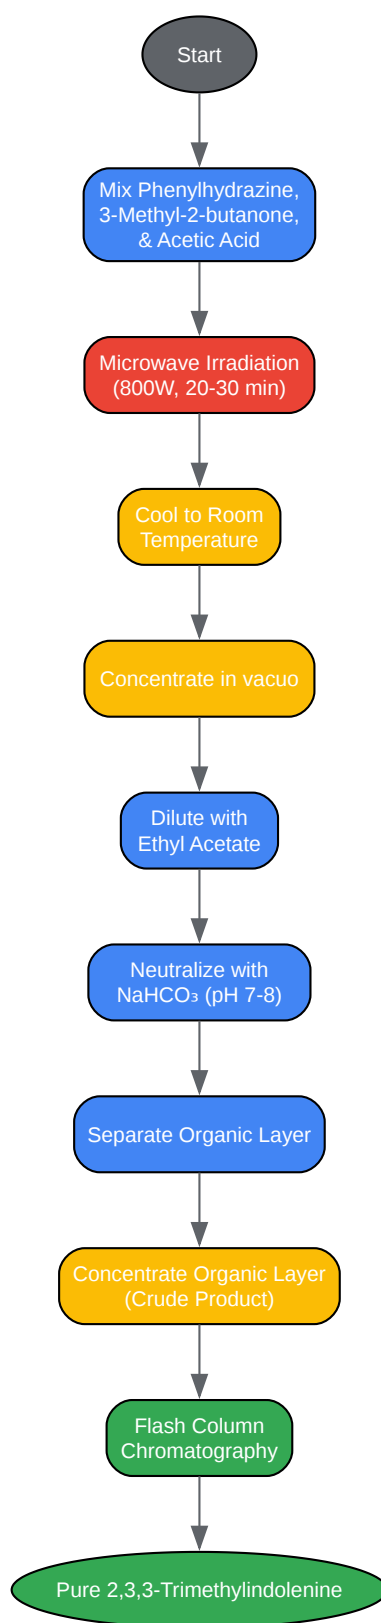 Start
Mix Phenylhydrazine,
3-Methyl-2-butanone,
& Acetic Acid
Microwave Irradiation
(800W, 20-30 min)
Cool to Room
Temperature
Concentrate in vacuo
Dilute with
Ethyl Acetate
Neutralize with
NaHCO₃ (pH 7-8)
Separate Organic Layer
Concentrate Organic Layer
(Crude Product)
Flash Column
Chromatography
Pure 2,3,3-Trimethylindolenine